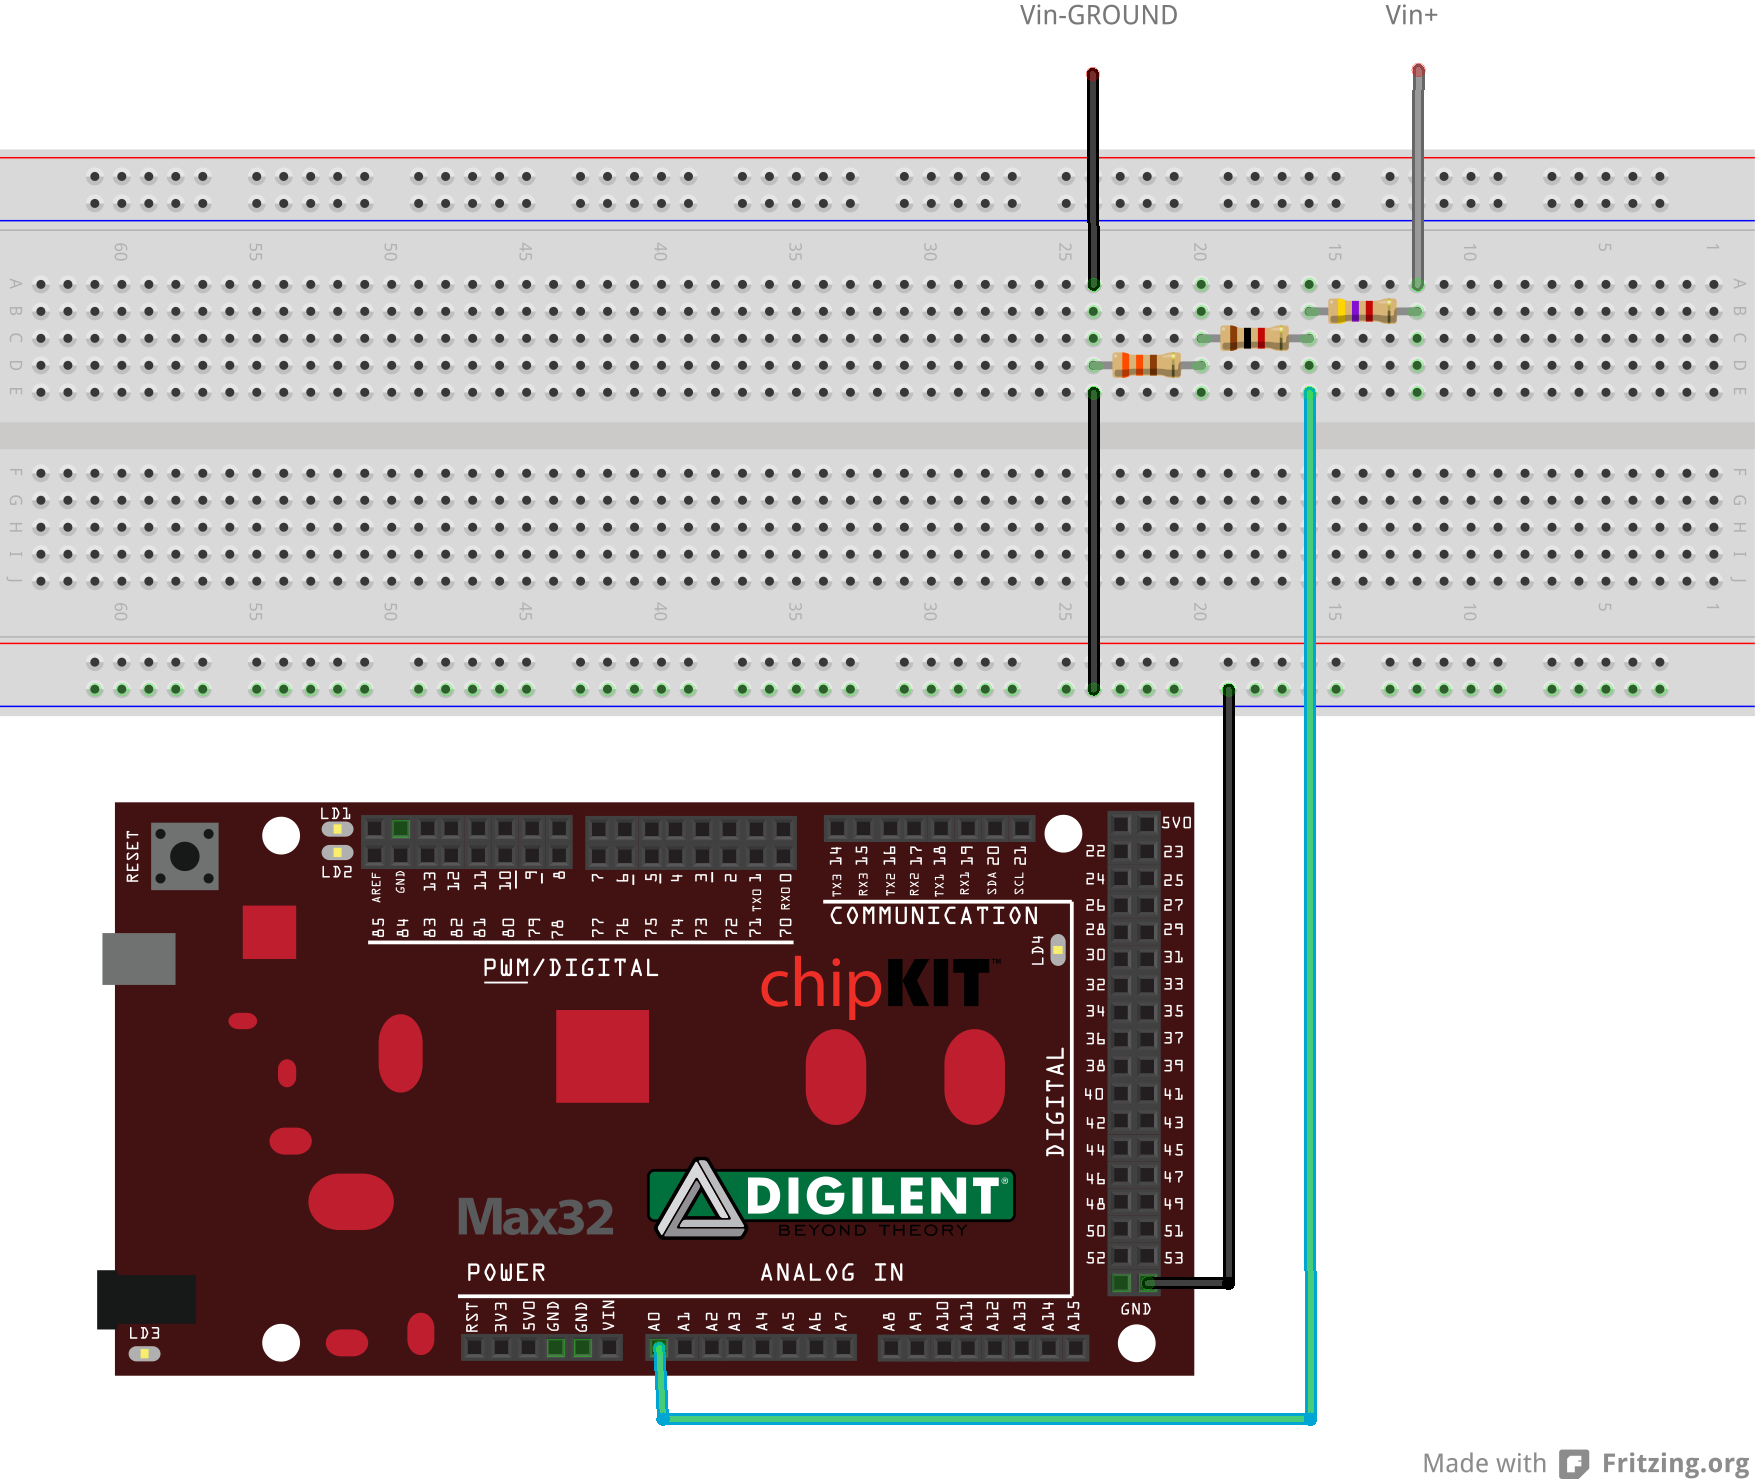 Vin-GROUND Vin+
60 55 50 45 40 35 30 25 20 15 10 5 1
A A
B B
C C
D D
E E
F F
G G
H H
I I
J J
60 55 50 45 40 35 30 25 20 15 10 5 1
RESET
LD1
LD2
AREF GND 13 12 11 10 9 8 7 6 5 4 3 2 TX0 1 RX0 0
85 84 83 82 81 80 79 78 77 76 75 74 73 72 71 70
PWM/DIGITAL
TX3 14 RX3 15 TX2 16 RX2 17 TX1 18 RX1 19 SDA 20 SCL 21
COMMUNICATION
LD4
5V0
22 23
24 25
26 27
28 29
30 31
32 33
34 35
36 37
38 39
40 41
42 43
44 45
46 47
48 49
50 51
52 53
GND
DIGITAL
chipKIT™
Max32
DIGILENT®
BEYOND THEORY
POWER ANALOG IN
RST 3V3 5V0 GND GND VIN A0 A1 A2 A3 A4 A5 A6 A7 A8 A9 A10 A11 A12 A13 A14 A15
LD3
Made with Fritzing.org